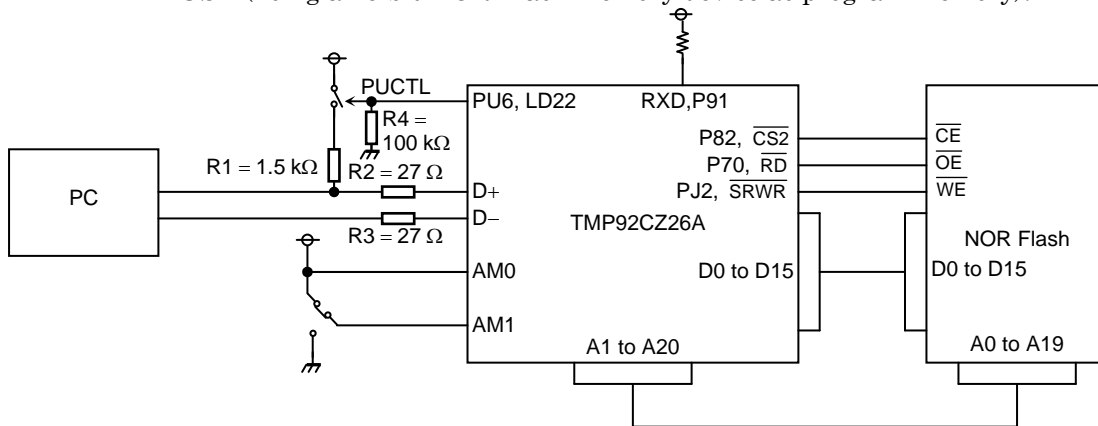 PUCTL
PU6, LD22
RXD,P91
R4 =
100 kΩ
P82, CS2
CE
R1 = 1.5 kΩ
R2 = 27 Ω
P70, RD
OE
PC
D+
PJ2, SRWR
WE
D−
TMP92CZ26A
R3 = 27 Ω
NOR Flash
AM0
D0 to D15
D0 to D15
AM1
A1 to A20
A0 to A19